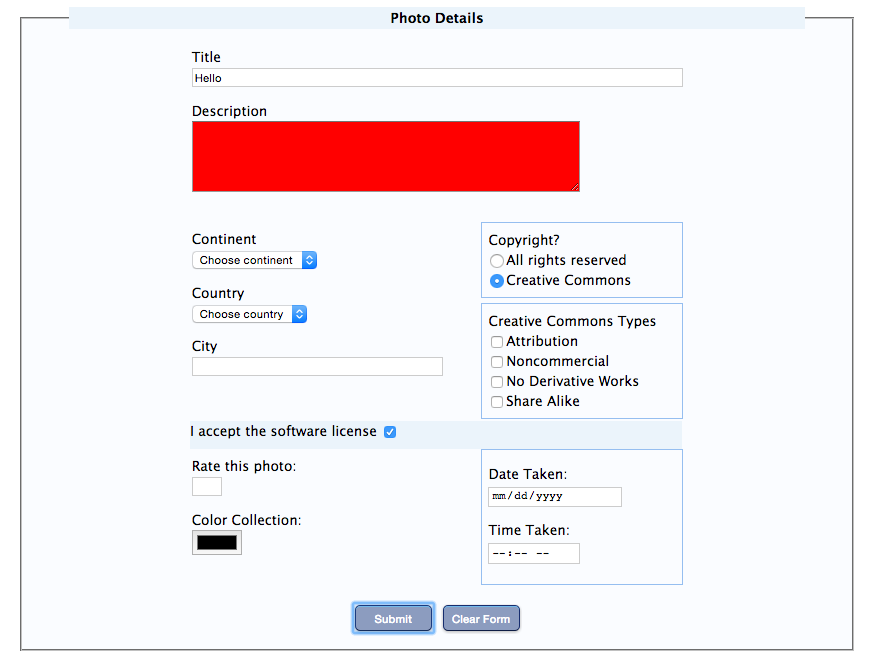 Photo Details
Title
Hello
Description
Continent
Choose continent
Country
Choose country
City
Copyright?
All rights reserved
Creative Commons
Creative Commons Types
Attribution
Noncommercial
No Derivative Works
Share Alike
I accept the software license
Rate this photo:
Color Collection:
Date Taken:
mm/dd/yyyy
Time Taken:
--:-- --
Submit
Clear Form